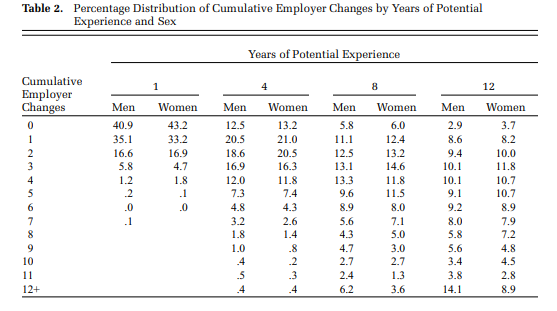 Table 2. Percentage Distribution of Cumulative Employer Changes by Years of Potential
Experience and Sex
Years of Potential Experience
Cumulative
Employer
Changes
1 4 8 12
Men Women Men Women Men Women Men Women
0 40.9 43.2 12.5 13.2 5.8 6.0 2.9 3.7
1 35.1 33.2 20.5 21.0 11.1 12.4 8.6 8.2
2 16.6 16.9 18.6 20.5 12.5 13.2 9.4 10.0
3 5.8 4.7 16.9 16.3 13.1 14.6 10.1 11.8
4 1.2 1.8 12.0 11.8 13.3 11.8 10.1 10.7
5 .2 .1 7.3 7.4 9.6 11.5 9.1 10.7
6 .0 .0 4.8 4.3 8.9 8.0 9.2 8.9
7 .1 3.2 2.6 5.6 7.1 8.0 7.9
8 1.8 1.4 4.3 5.0 5.8 7.2
9 1.0 .8 4.7 3.0 5.6 4.8
10 .4 .2 2.7 2.7 3.4 4.5
11 .5 .3 2.4 1.3 3.8 2.8
12+ .4 .4 6.2 3.6 14.1 8.9